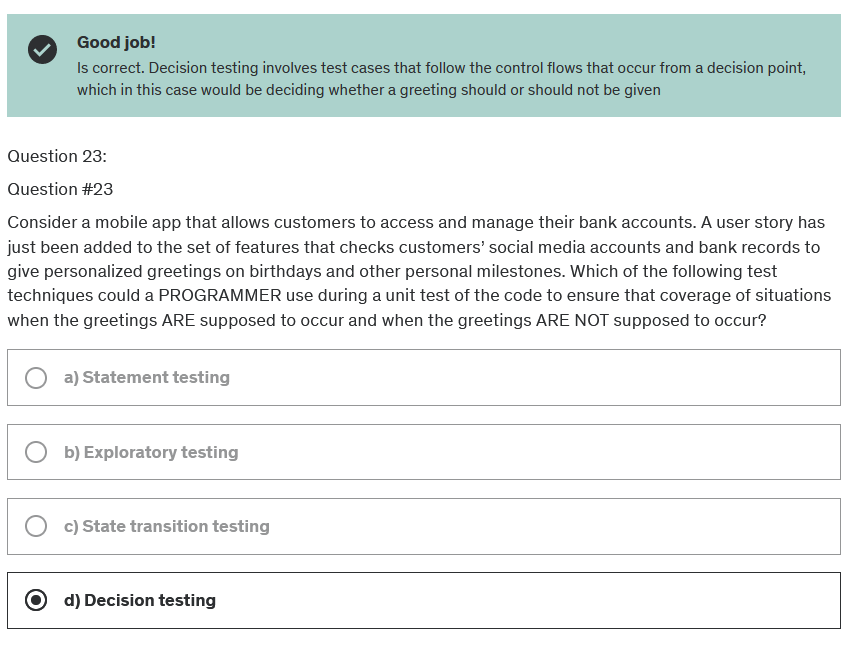 Good job!
Is correct. Decision testing involves test cases that follow the control flows that occur from a decision point,
which in this case would be deciding whether a greeting should or should not be given
Question 23:
Question #23
Consider a mobile app that allows customers to access and manage their bank accounts. A user story has
just been added to the set of features that checks customers’ social media accounts and bank records to
give personalized greetings on birthdays and other personal milestones. Which of the following test
techniques could a PROGRAMMER use during a unit test of the code to ensure that coverage of situations
when the greetings ARE supposed to occur and when the greetings ARE NOT supposed to occur?
a) Statement testing
b) Exploratory testing
c) State transition testing
d) Decision testing